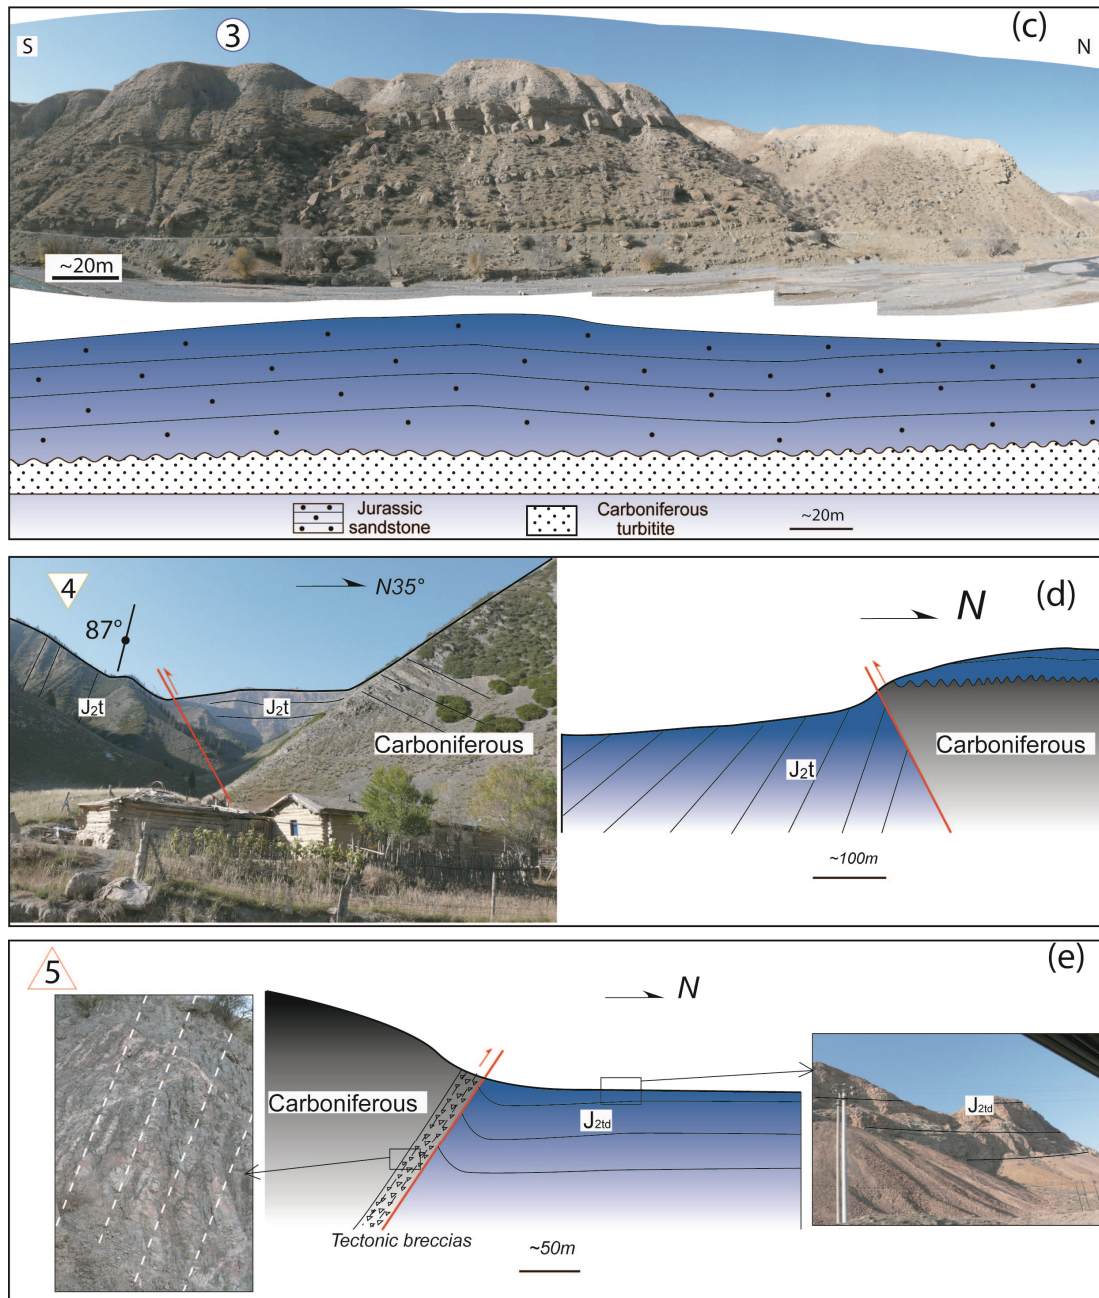 S
3
(c)
N
~20m
Jurassic
sandstone
Carboniferous
turbitite
~20m
4
N35°
87°
J2t
J2t
Carboniferous
N
(d)
J2t
Carboniferous
~100m
5
(e)
N
Carboniferous
J2td
J2td
Tectonic breccias
~50m